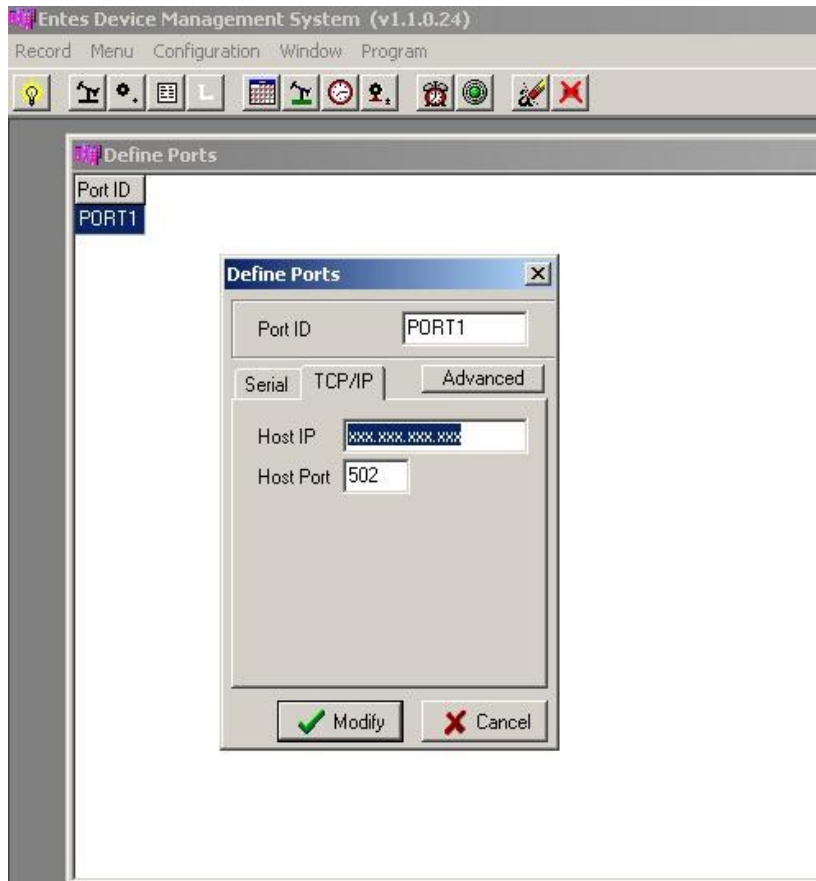 Entes Device Management System (v1.1.0.24)
Record Menu Configuration Window Program
L
Define Ports
Port ID
PORT1
Define Ports
Port ID PORT1
Serial TCP/IP Advanced
Host IP xxx.xxx.xxx.xxx
Host Port 502
Modify Cancel